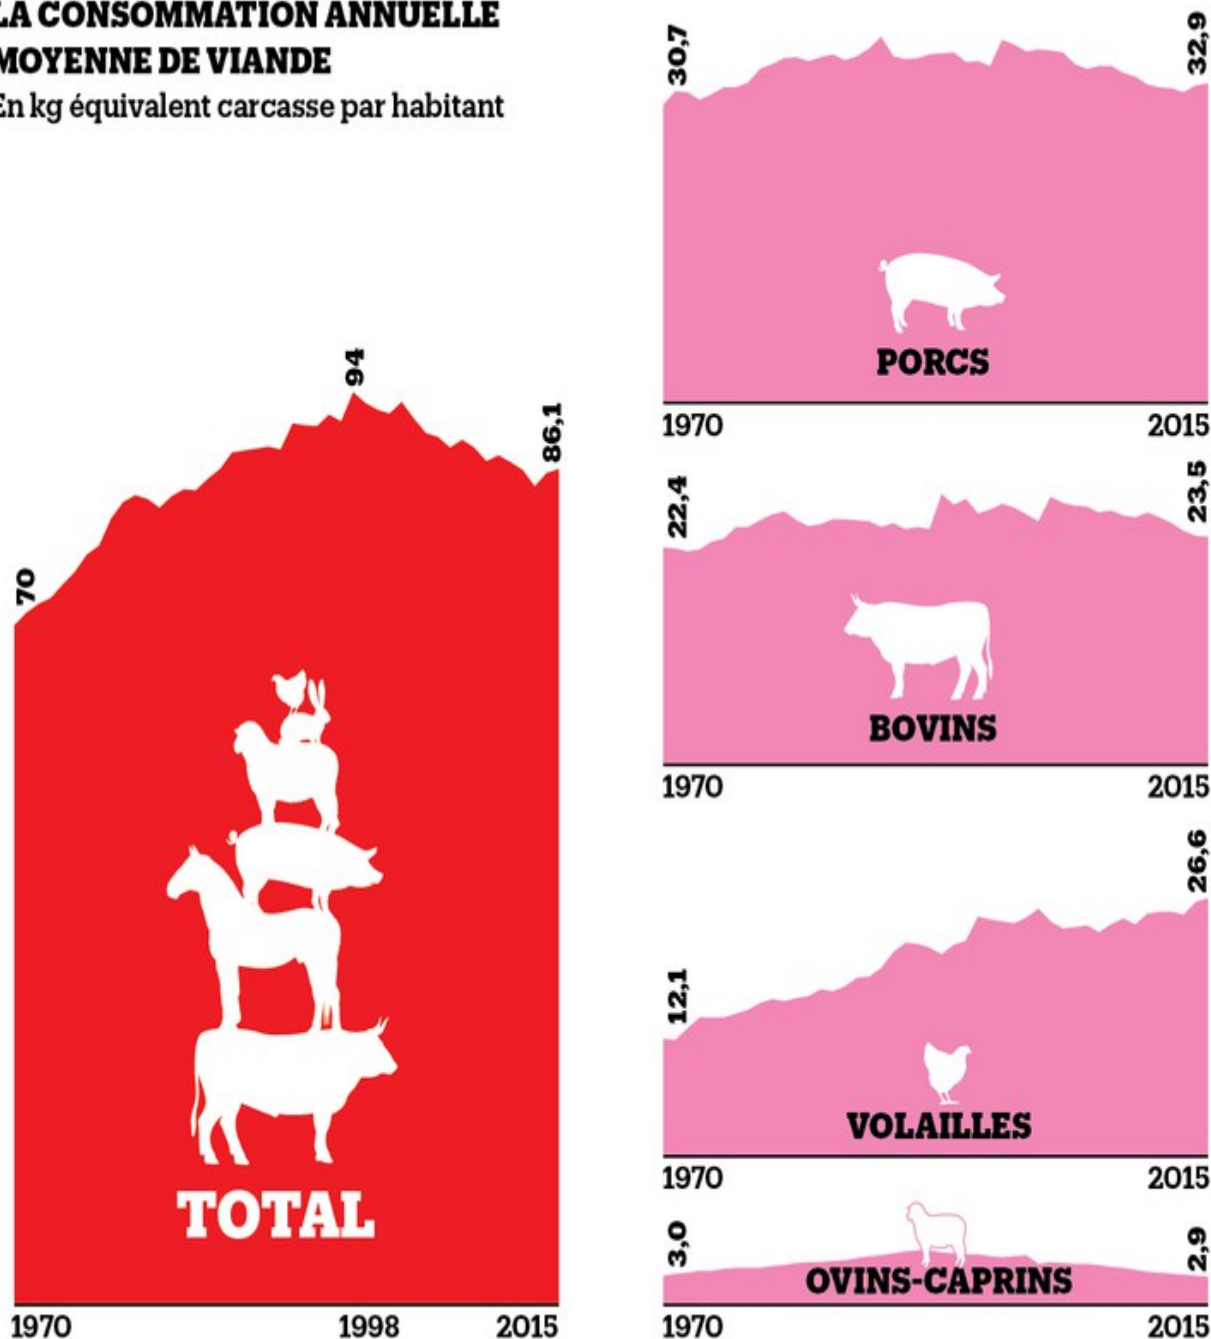 LA CONSOMMATION ANNUELLE
MOYENNE DE VIANDE
En kg équivalent carcasse par habitant
70
94
86,1
TOTAL
1970 1998 2015
30,7
32,9
PORCS
1970 2015
22,4
23,5
BOVINS
1970 2015
12,1
26,6
VOLAILLES
1970 2015
3,0
2,9
OVINS-CAPRINS
1970 2015